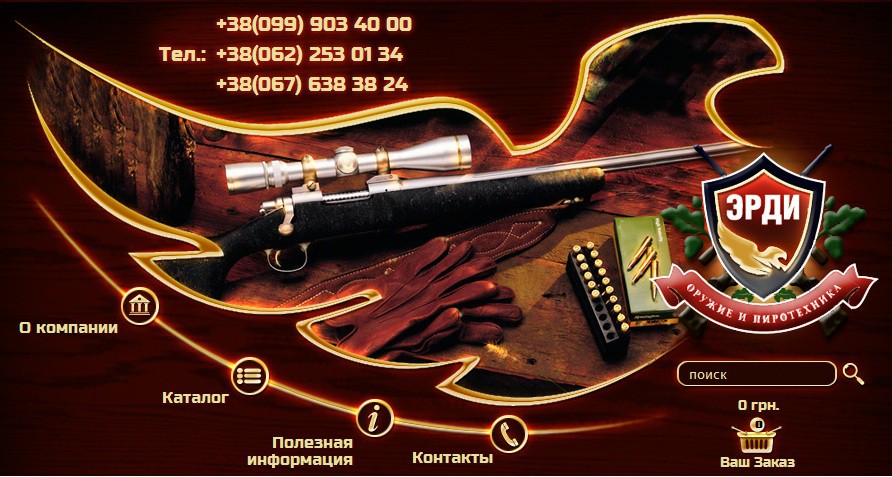 +38(099) 903 40 00
Тел.: +38(062) 253 01 34
+38(067) 638 38 24
ЭРДИ
ОРУЖИЕ И ПИРОТЕХНИКА
О компании
Каталог
Полезная
информация
Контакты
поиск
0 грн.
0
Ваш Заказ